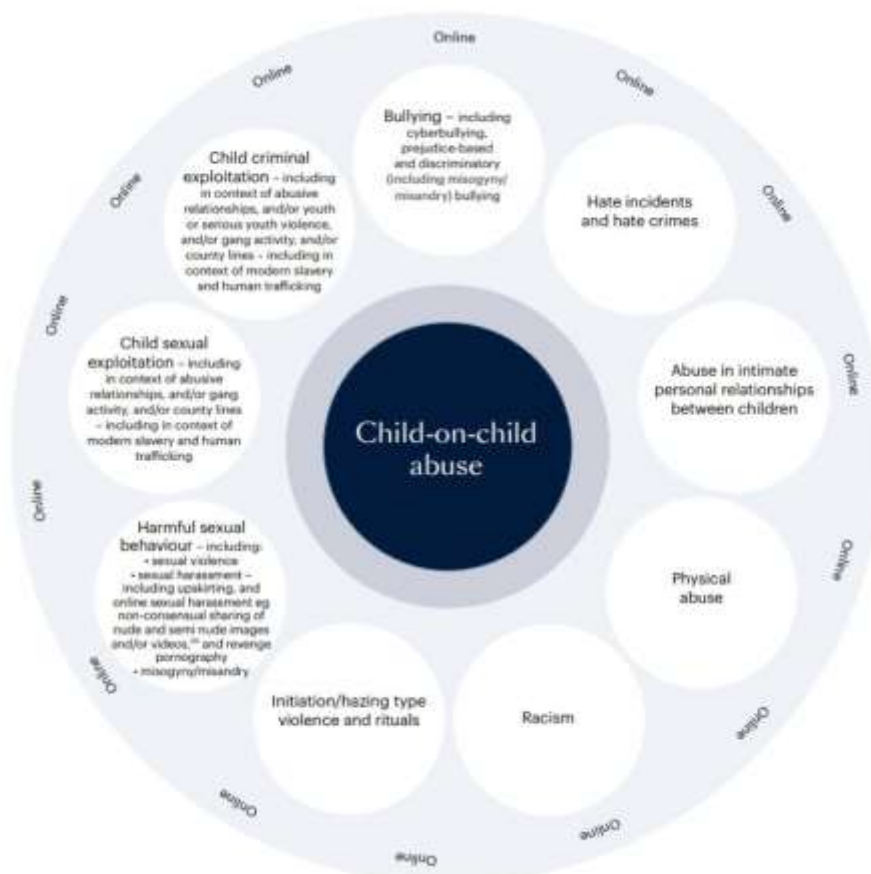 Online
Online
Online
Online
Online
Online
Online
Online
Online
Online
Online
Online
Online
Online
Bullying – including
cyberbullying,
prejudice-based
and discriminatory
(including misogyny/
misandry) bullying
Hate incidents
and hate crimes
Abuse in intimate
personal relationships
between children
Physical
abuse
Racism
Initiation/hazing type
violence and rituals
Harmful sexual
behaviour – including:
• sexual violence
• sexual harassment –
including upskirting, and
online sexual harassment eg
non-consensual sharing of
nude and semi nude images
and/or videos, and revenge
pornography
• misogyny/misandry
Child sexual
exploitation – including
in context of abusive
relationships, and/or gang
activity, and/or county lines
– including in context of
modern slavery and human
trafficking
Child criminal
exploitation – including
in context of abusive
relationships, and/or youth
or serious youth violence,
and/or gang activity, and/or
county lines – including in
context of modern slavery
and human trafficking
Child-on-child
abuse